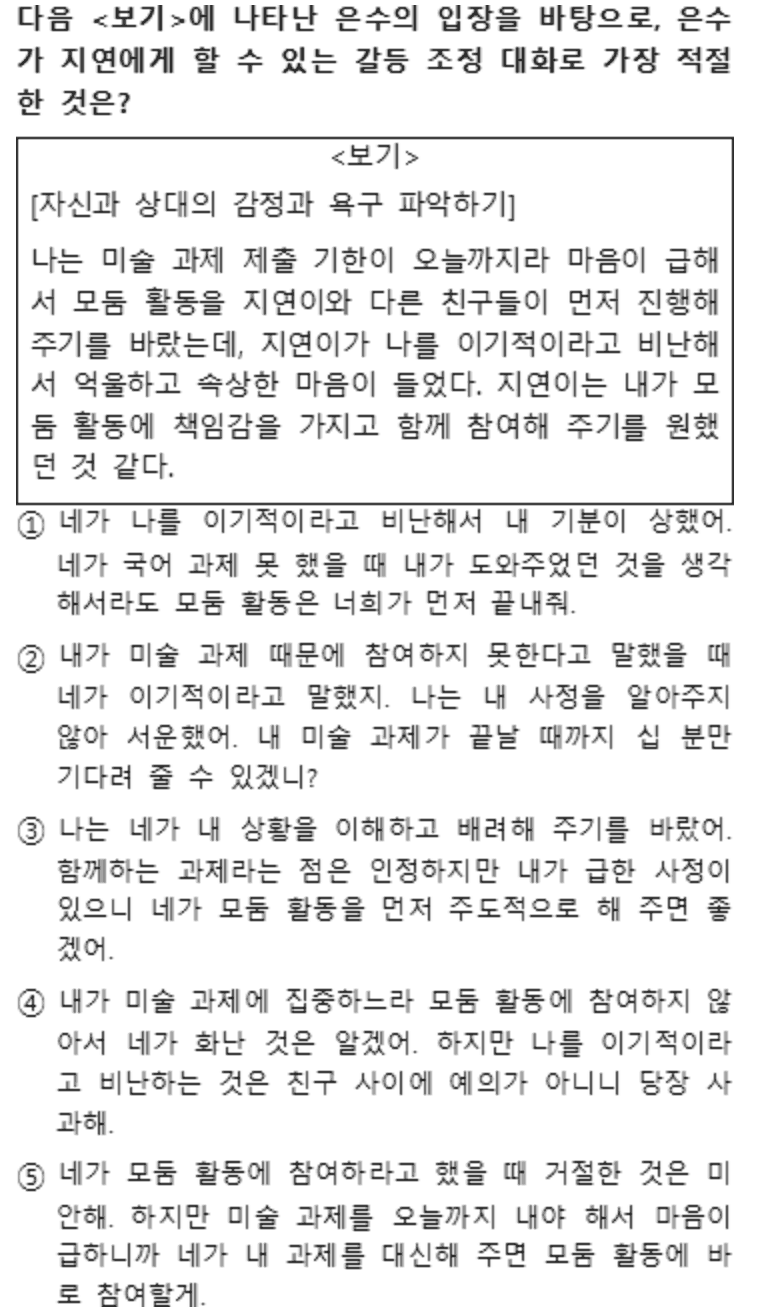 다음 <보기>에 나타난 은수의 입장을 바탕으로, 은수
가 지연에게 할 수 있는 갈등 조정 대화로 가장 적절
한 것은?
<보기>
[자신과 상대의 감정과 욕구 파악하기]
나는 미술 과제 제출 기한이 오늘까지라 마음이 급해
서 모둠 활동을 지연이와 다른 친구들이 먼저 진행해
주기를 바랐는데, 지연이가 나를 이기적이라고 비난해
서 억울하고 속상한 마음이 들었다. 지연이는 내가 모
둠 활동에 책임감을 가지고 함께 참여해 주기를 원했
던 것 같다.
① 네가 나를 이기적이라고 비난해서 내 기분이 상했어.
네가 국어 과제 못 했을 때 내가 도와주었던 것을 생각
해서라도 모둠 활동은 너희가 먼저 끝내줘.
② 내가 미술 과제 때문에 참여하지 못한다고 말했을 때
네가 이기적이라고 말했지. 나는 내 사정을 알아주지
않아 서운했어. 내 미술 과제가 끝날 때까지 십 분만
기다려 줄 수 있겠니?
③ 나는 네가 내 상황을 이해하고 배려해 주기를 바랐어.
함께하는 과제라는 점은 인정하지만 내가 급한 사정이
있으니 네가 모둠 활동을 먼저 주도적으로 해 주면 좋
겠어.
④ 내가 미술 과제에 집중하느라 모둠 활동에 참여하지 않
아서 네가 화난 것은 알겠어. 하지만 나를 이기적이라
고 비난하는 것은 친구 사이에 예의가 아니니 당장 사
과해.
⑤ 네가 모둠 활동에 참여하라고 했을 때 거절한 것은 미
안해. 하지만 미술 과제를 오늘까지 내야 해서 마음이
급하니까 네가 내 과제를 대신해 주면 모둠 활동에 바
로 참여할게.